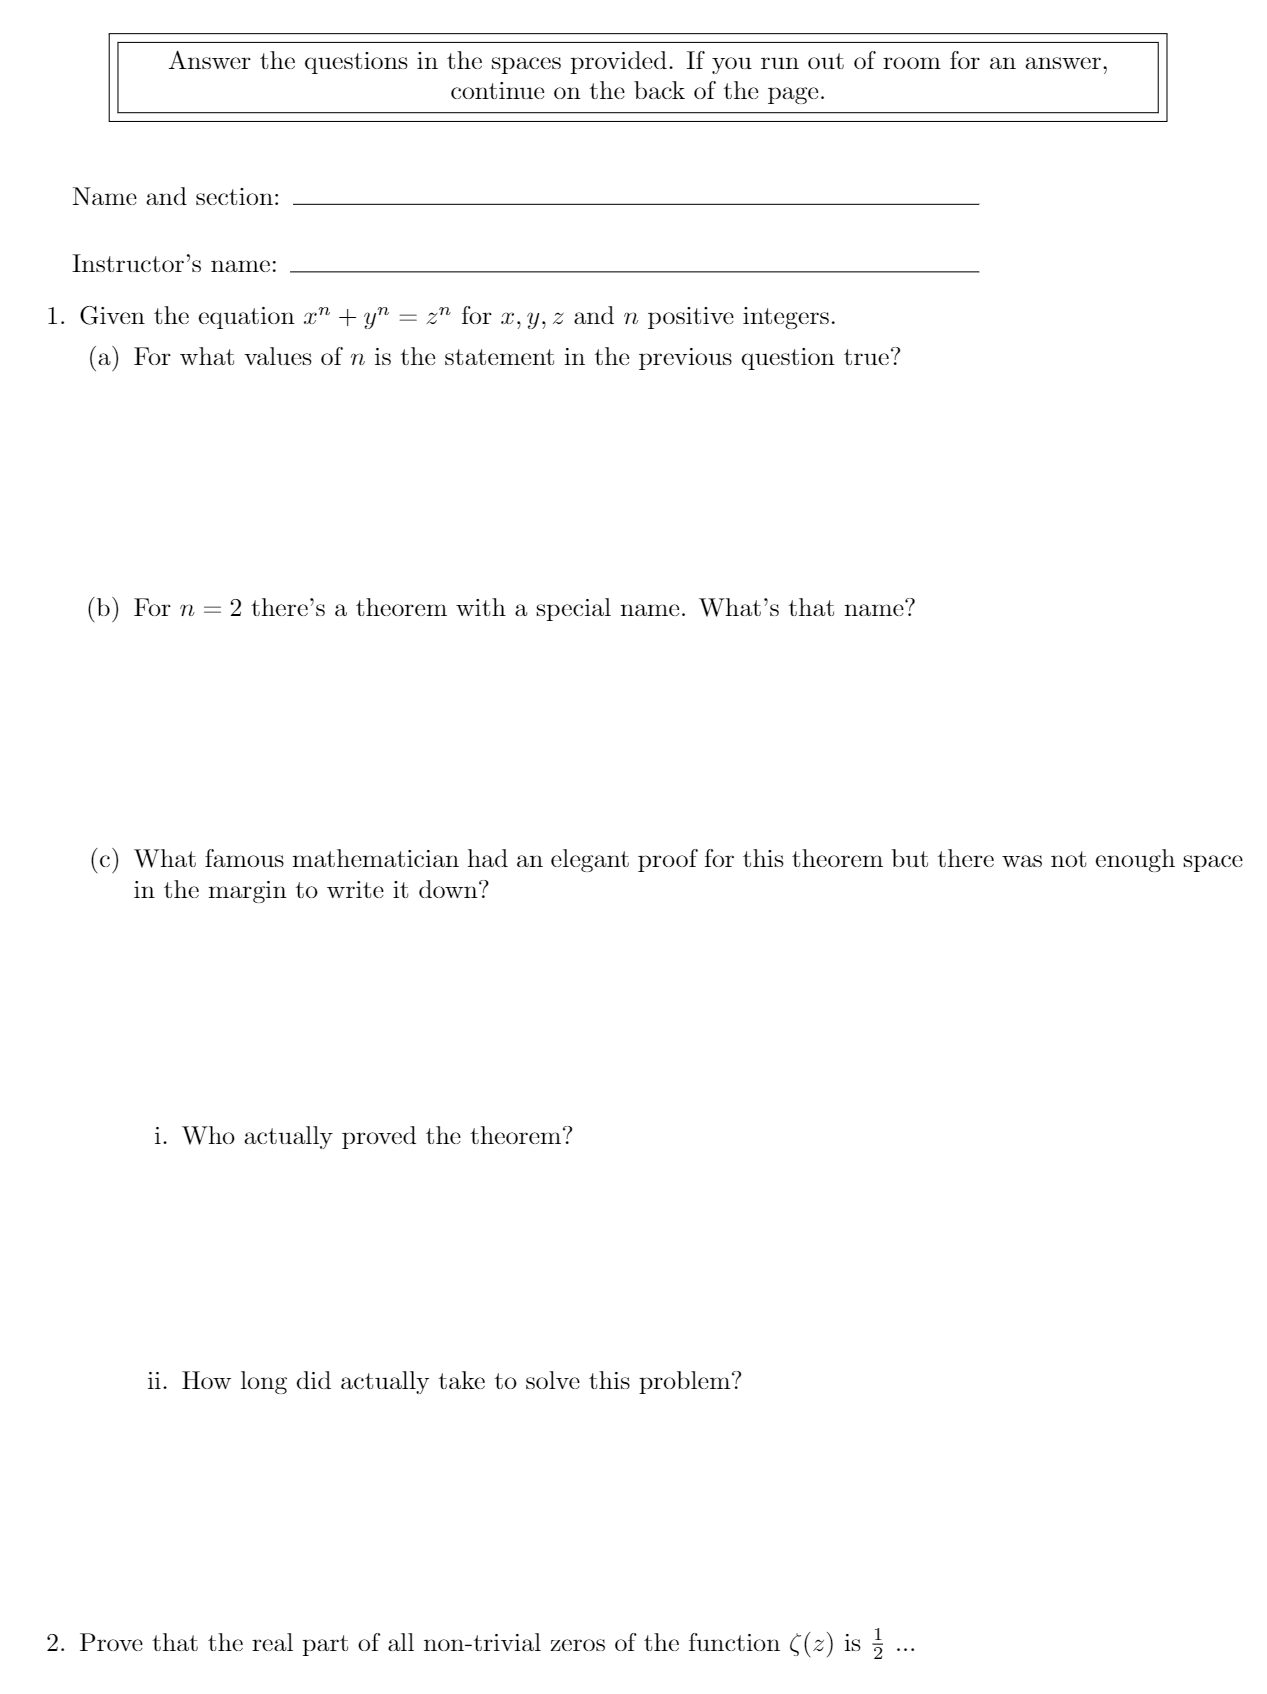 Answer the questions in the spaces provided. If you run out of room for an answer,
continue on the back of the page.
Name and section:
Instructor's name:
1. Given the equation $x^n + y^n = z^n$ for $x, y, z$ and $n$ positive integers.
(a) For what values of $n$ is the statement in the previous question true?
(b) For $n = 2$ there's a theorem with a special name. What's that name?
(c) What famous mathematician had an elegant proof for this theorem but there was not enough space
in the margin to write it down?
i. Who actually proved the theorem?
ii. How long did actually take to solve this problem?
2. Prove that the real part of all non-trivial zeros of the function $\zeta(z)$ is $\frac{1}{2}$ ...